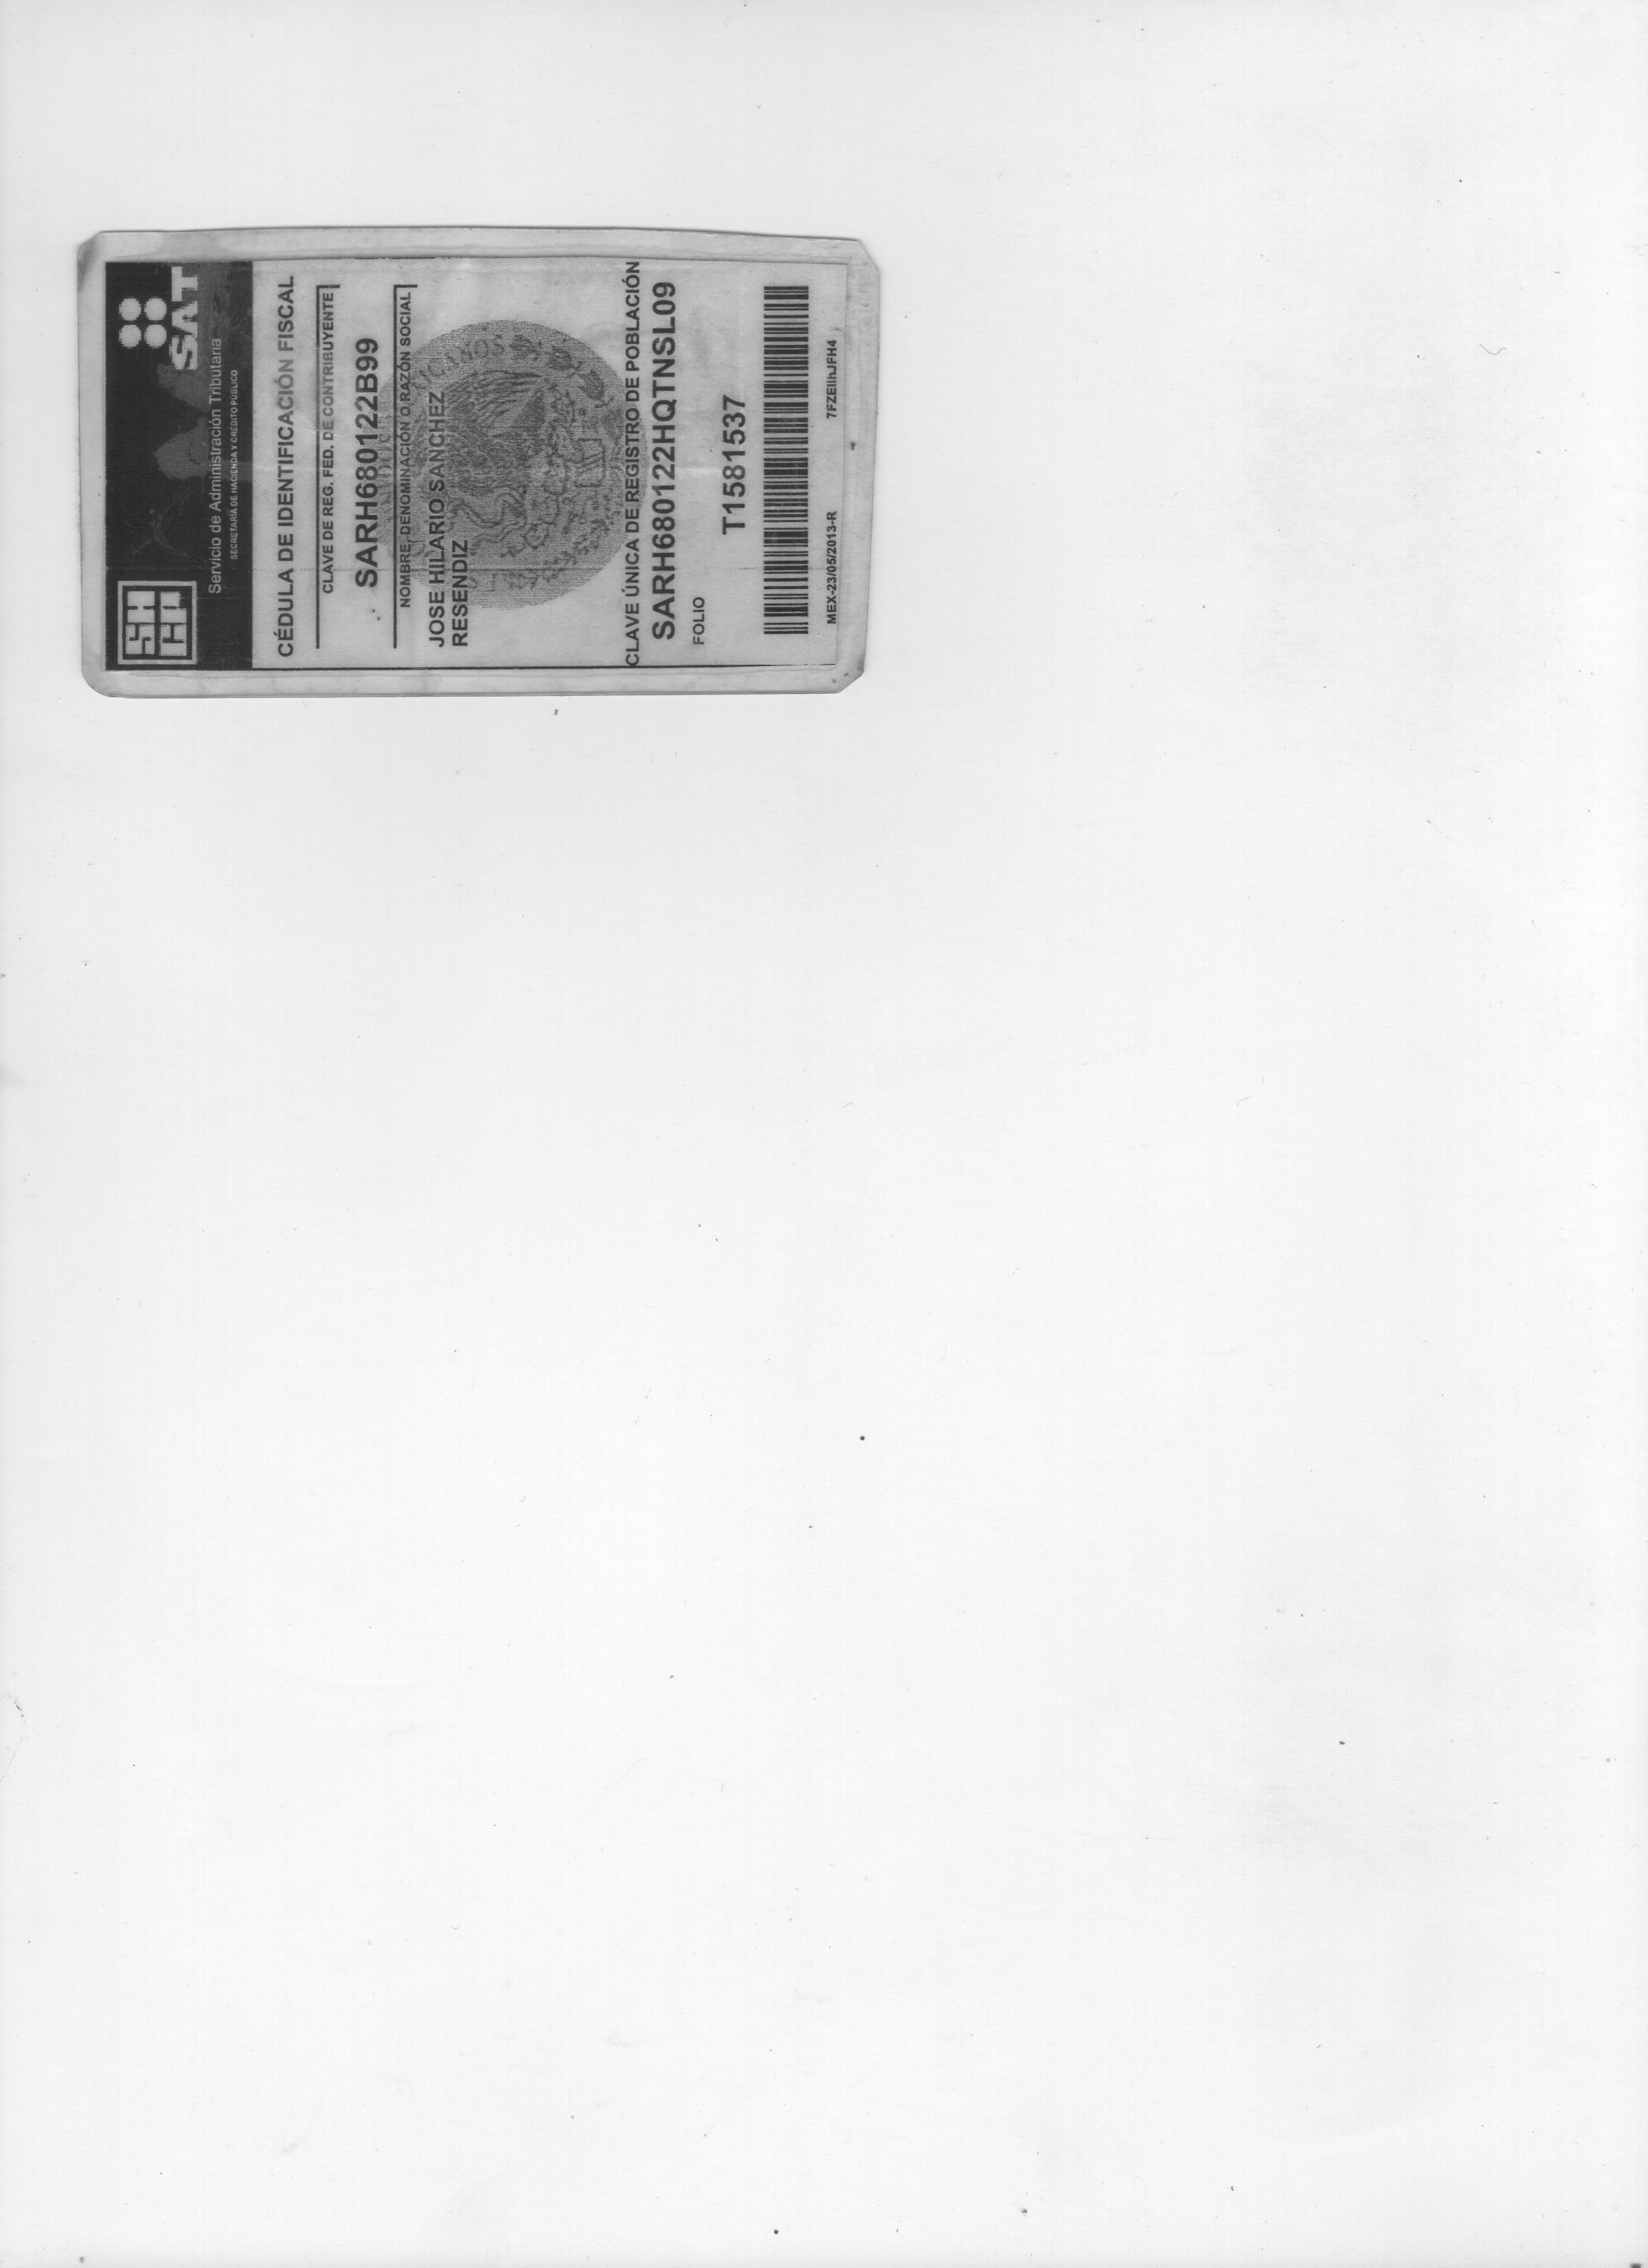 SHCP
SAT
Servicio de Administración Tributaria
SECRETARÍA DE HACIENDA Y CRÉDITO PÚBLICO
CÉDULA DE IDENTIFICACIÓN FISCAL
CLAVE DE REG. FED. DE CONTRIBUYENTE
SARH680122B99
NOMBRE, DENOMINACIÓN O RAZÓN SOCIAL
JOSE HILARIO SANCHEZ
RESENDIZ
CLAVE ÚNICA DE REGISTRO DE POBLACIÓN
SARH680122HQTNSL09
FOLIO
T1581537
MEX-23/05/2013-R